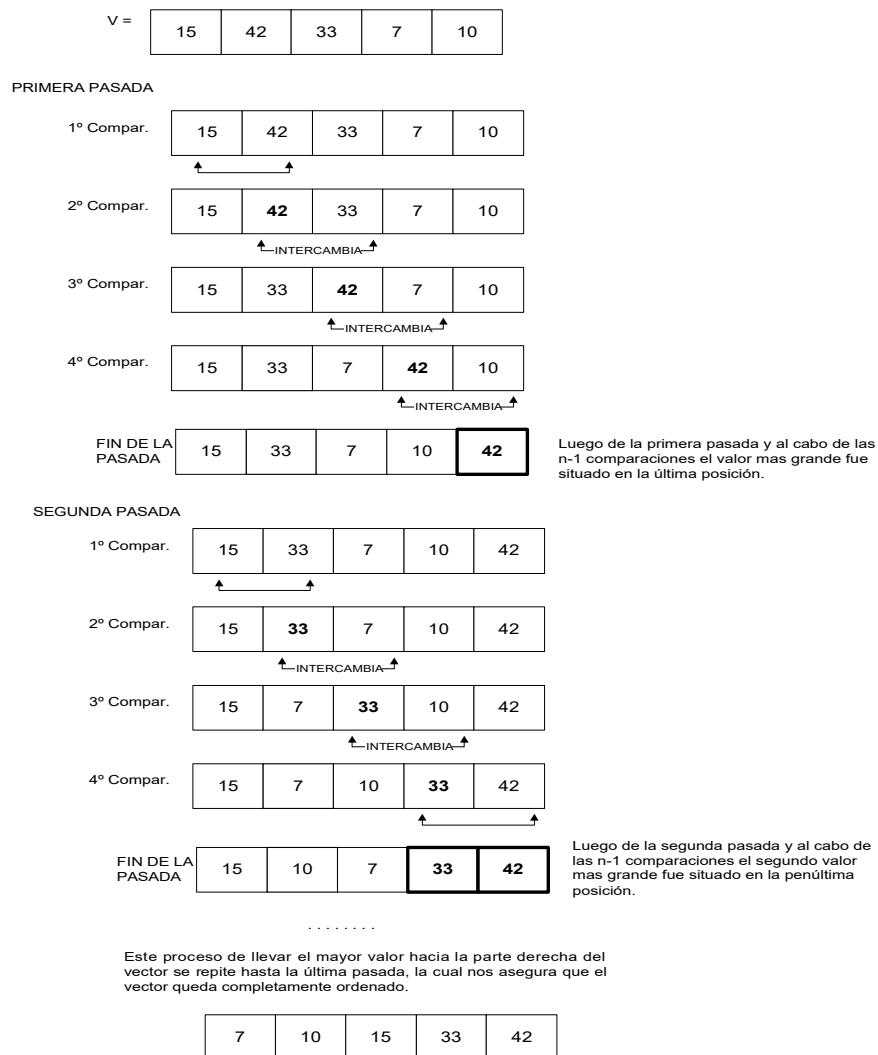 V =
15 42 33 7 10
PRIMERA PASADA
1º Compar.
15 42 33 7 10
2º Compar.
15 42 33 7 10
INTERCAMBIA
3º Compar.
15 33 42 7 10
INTERCAMBIA
4º Compar.
15 33 7 42 10
INTERCAMBIA
FIN DE LA
PASADA
15 33 7 10 42
Luego de la primera pasada y al cabo de las
n-1 comparaciones el valor mas grande fue
situado en la última posición.
SEGUNDA PASADA
1º Compar.
15 33 7 10 42
2º Compar.
15 33 7 10 42
INTERCAMBIA
3º Compar.
15 7 33 10 42
INTERCAMBIA
4º Compar.
15 7 10 33 42
FIN DE LA
PASADA
15 10 7 33 42
Luego de la segunda pasada y al cabo de
las n-1 comparaciones el segundo valor
mas grande fue situado en la penúltima
posición.
. . . . . . . .
Este proceso de llevar el mayor valor hacia la parte derecha del
vector se repite hasta la última pasada, la cual nos asegura que el
vector queda completamente ordenado.
7 10 15 33 42